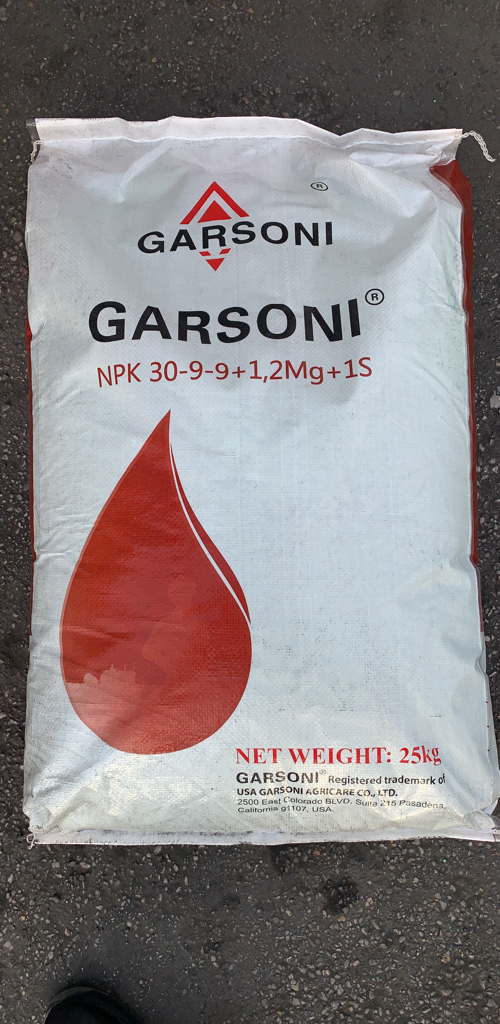 ®
GARSONI
GARSONI®
NPK 30-9-9+1,2Mg+1S
NET WEIGHT: 25kg
GARSONI® Registered trademark of
USA GARSONI AGRICARE CO., LTD.
2500 East Colorado BLVD. Suite 215 Pasadena,
California 91107, USA.